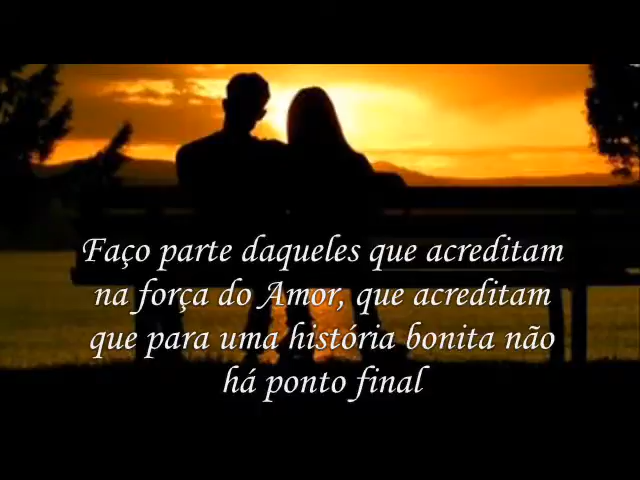 Faço parte daqueles que acreditam
na força do Amor, que acreditam
que para uma história bonita não
há ponto final